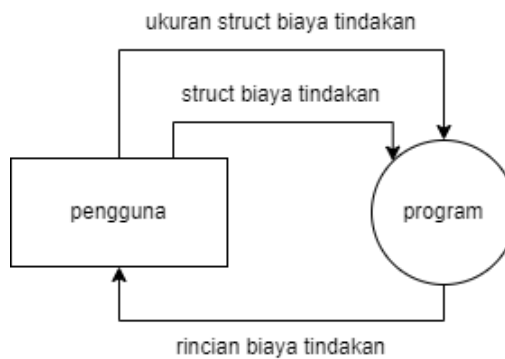 ukuran struct biaya tindakan
struct biaya tindakan
pengguna
program
rincian biaya tindakan